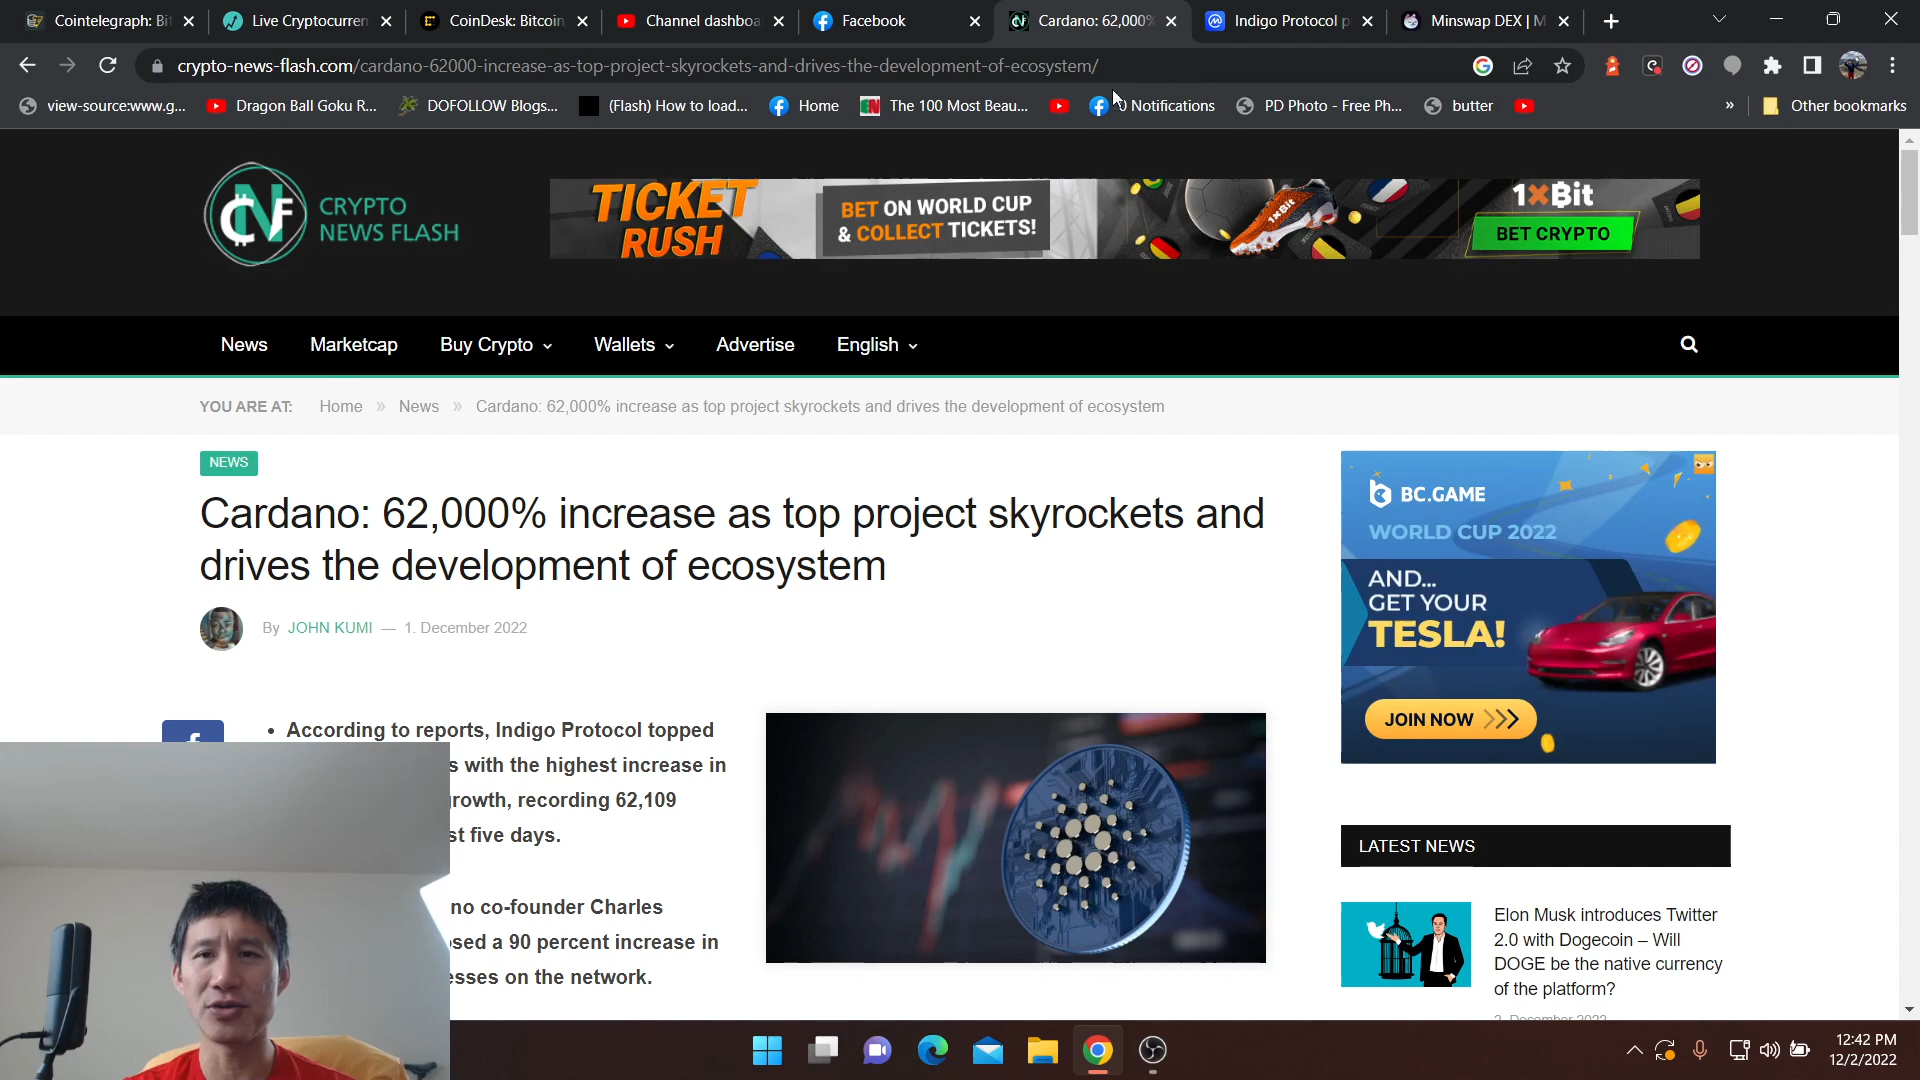 Cointelegraph: Bit
Live Cryptocurren
CoinDesk: Bitcoin,
Channel dashboa
Facebook
Cardano: 62,000%
Indigo Protocol p
Minswap DEX | M
crypto-news-flash.com/cardano-62000-increase-as-top-project-skyrockets-and-drives-the-development-of-ecosystem/
view-source:www.g...
Dragon Ball Goku R...
DOFOLLOW Blogs...
(Flash) How to load...
Home
The 100 Most Beau...
Notifications
PD Photo - Free Ph...
butter
»
Other bookmarks
CNF
CRYPTO
NEWS FLASH
TICKET
RUSH
BET ON WORLD CUP
& COLLECT TICKETS!
1XBit
1XBit
BET CRYPTO
News
Marketcap
Buy Crypto
Wallets
Advertise
English
YOU ARE AT: Home » News » Cardano: 62,000% increase as top project skyrockets and drives the development of ecosystem
NEWS
Cardano: 62,000% increase as top project skyrockets and
drives the development of ecosystem
By JOHN KUMI — 1. December 2022
• According to reports, Indigo Protocol topped
s with the highest increase in
growth, recording 62,109
st five days.
no co-founder Charles
sed a 90 percent increase in
esses on the network.
BC.GAME
WORLD CUP 2022
AND...
GET YOUR
TESLA!
JOIN NOW
LATEST NEWS
Elon Musk introduces Twitter
2.0 with Dogecoin – Will
DOGE be the native currency
of the platform?
2. December 2022
12:42 PM
12/2/2022